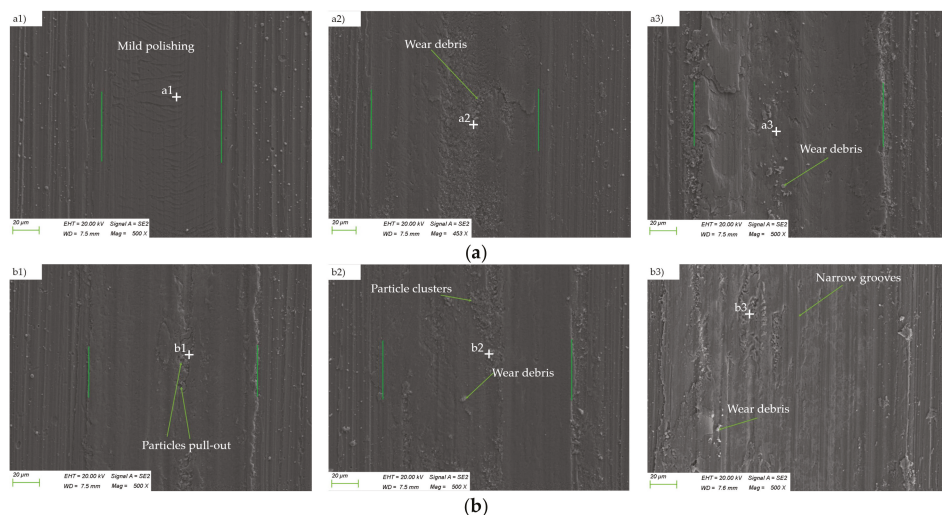 a1)
Mild polishing
a1
20 µm
EHT = 20.00 kV Signal A = SE2
WD = 7.5 mm Mag = 500 X
a2)
Wear debris
a2
20 µm
EHT = 20.00 kV Signal A = SE2
WD = 7.5 mm Mag = 453 X
a3)
a3
Wear debris
20 µm
EHT = 20.00 kV Signal A = SE2
WD = 7.5 mm Mag = 500 X
(a)
b1)
b1
Particles pull-out
20 µm
EHT = 20.00 kV Signal A = SE2
WD = 7.5 mm Mag = 500 X
b2)
Particle clusters
b2
Wear debris
20 µm
EHT = 20.00 kV Signal A = SE2
WD = 7.5 mm Mag = 500 X
b3)
Narrow grooves
b3
Wear debris
20 µm
EHT = 20.00 kV Signal A = SE2
WD = 7.6 mm Mag = 500 X
(b)